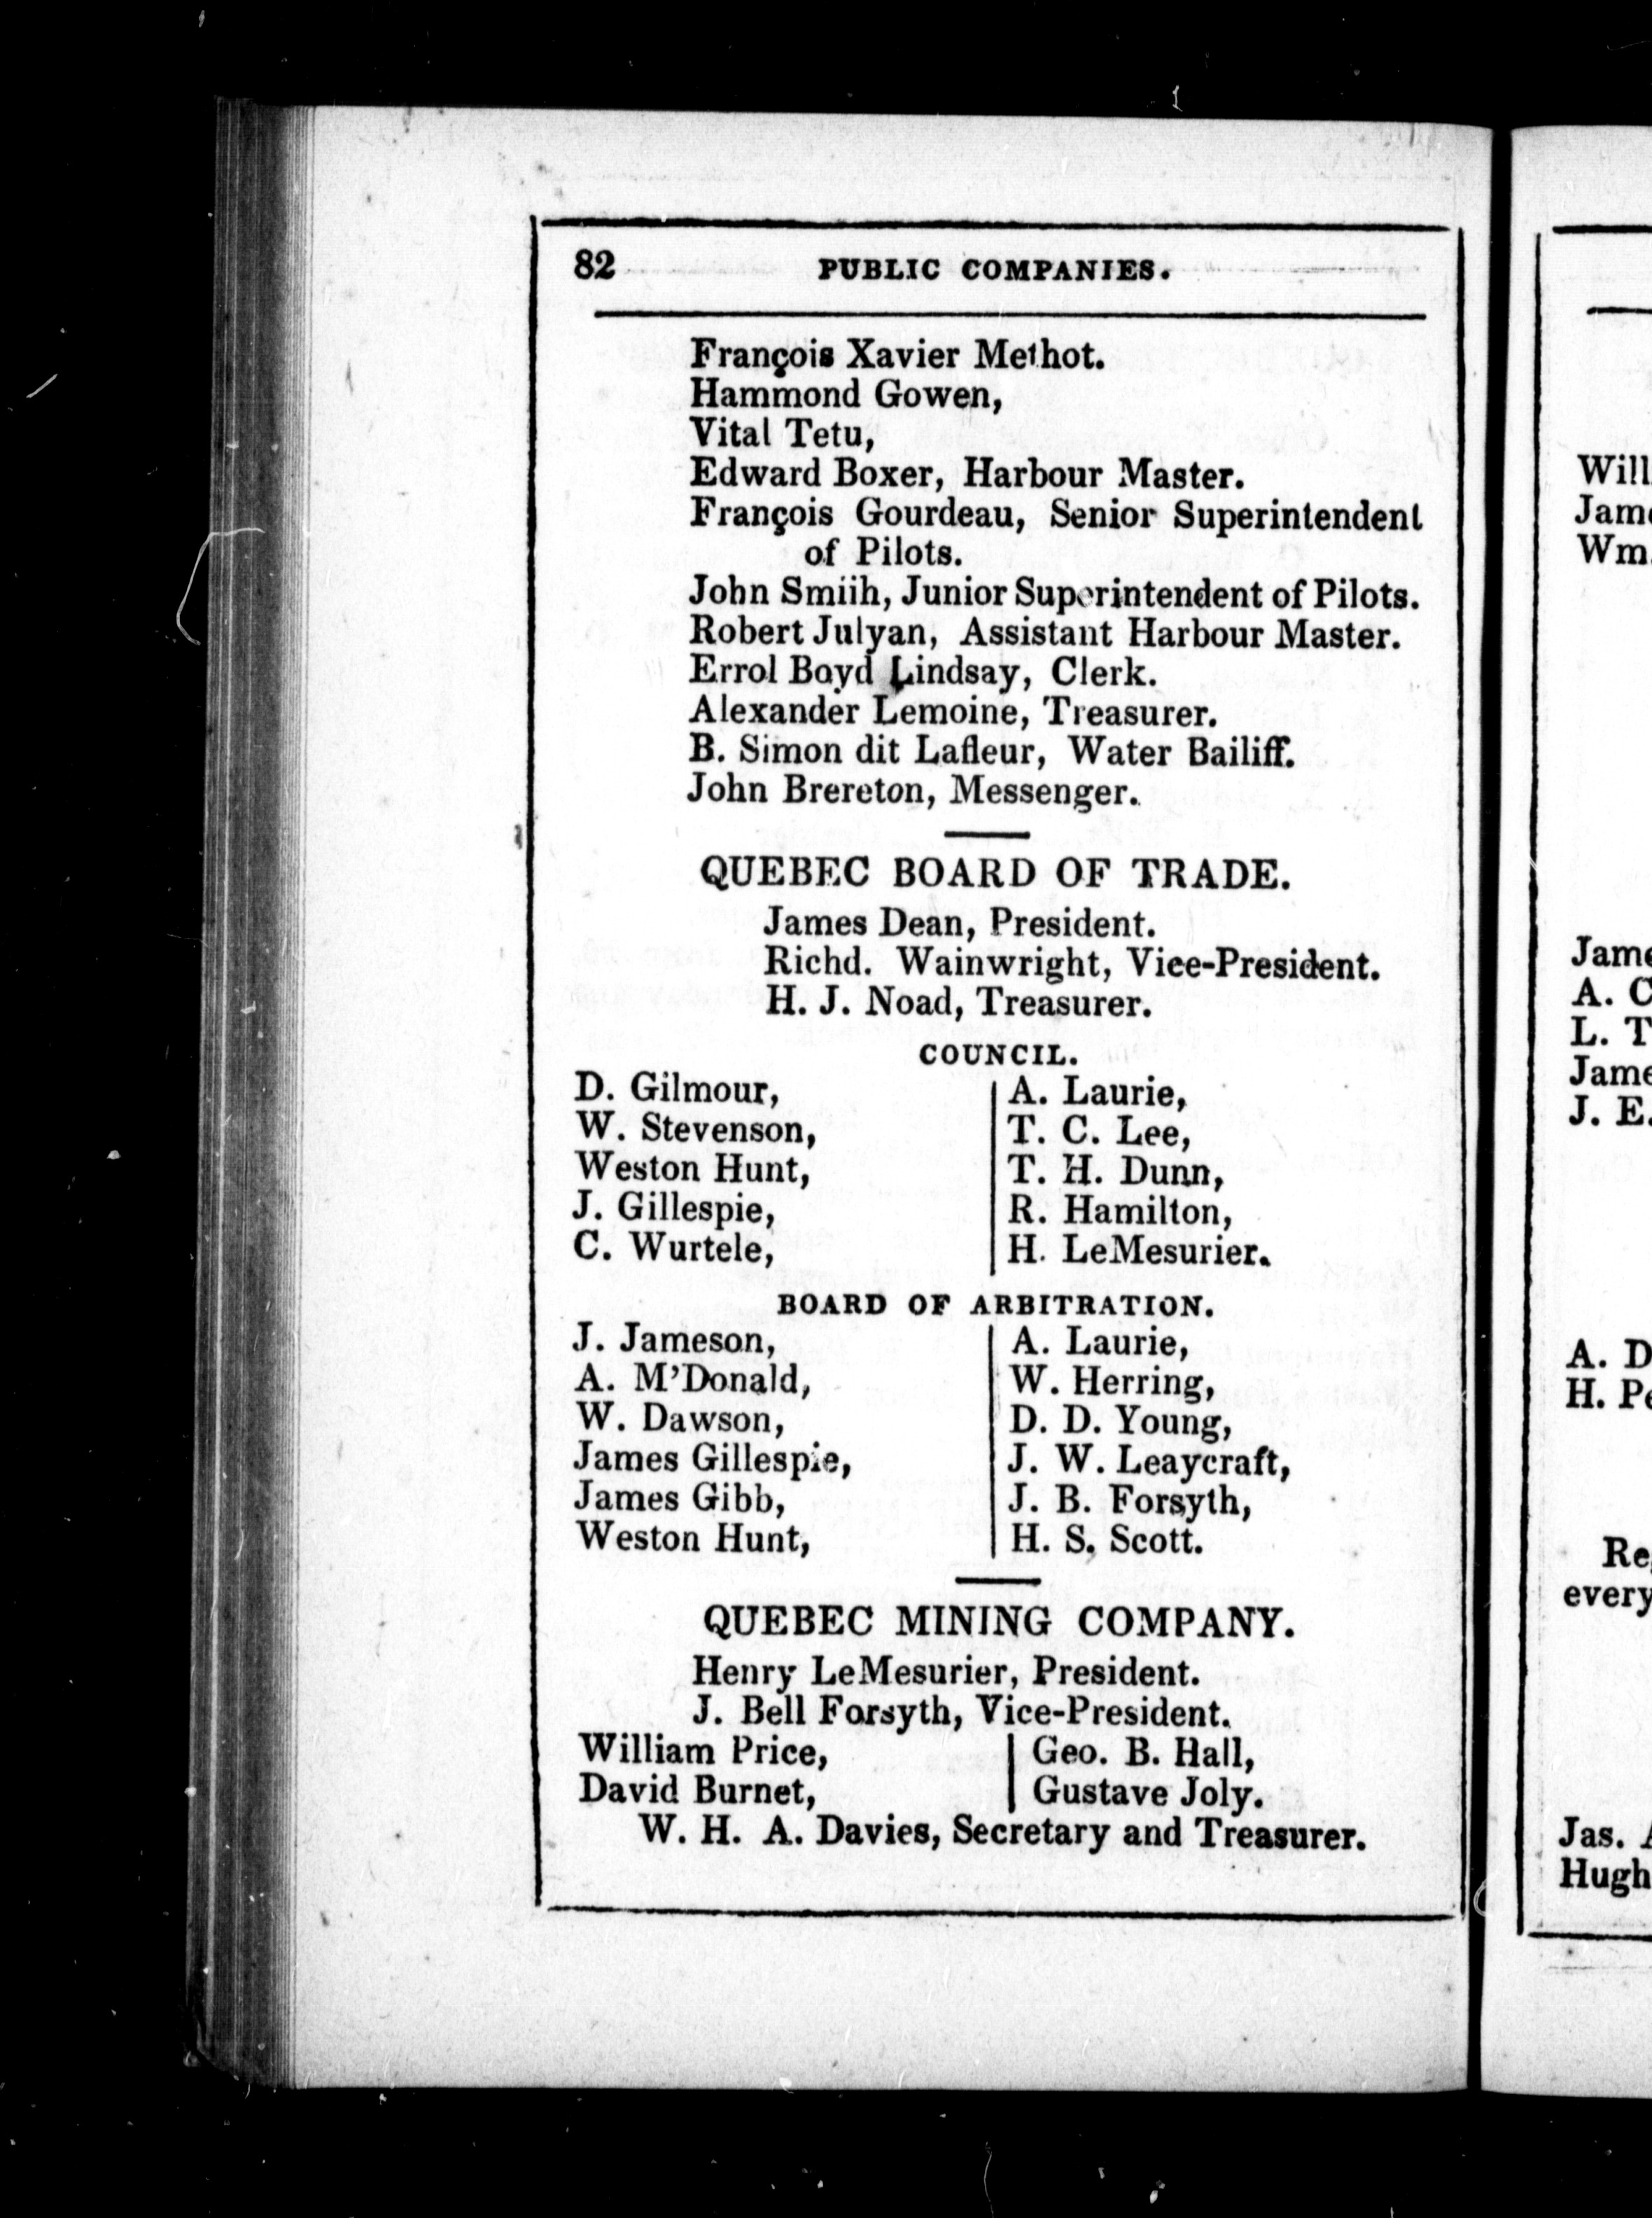 82 PUBLIC COMPANIES.
François Xavier Methot.
Hammond Gowen,
Vital Tetu,
Edward Boxer, Harbour Master.
François Gourdeau, Senior Superintendent
of Pilots.
John Smiih, Junior Superintendent of Pilots.
Robert Julyan, Assistant Harbour Master.
Errol Boyd Lindsay, Clerk.
Alexander Lemoine, Treasurer.
B. Simon dit Lafleur, Water Bailiff.
John Brereton, Messenger.
QUEBEC BOARD OF TRADE.
James Dean, President.
Richd. Wainwright, Vice-President.
H. J. Noad, Treasurer.
COUNCIL.
D. Gilmour,
W. Stevenson,
Weston Hunt,
J. Gillespie,
C. Wurtele,
A. Laurie,
T. C. Lee,
T. H. Dunn,
R. Hamilton,
H. LeMesurier.
BOARD OF ARBITRATION.
J. Jameson,
A. M'Donald,
W. Dawson,
James Gillespie,
James Gibb,
Weston Hunt,
A. Laurie,
W. Herring,
D. D. Young,
J. W. Leaycraft,
J. B. Forsyth,
H. S. Scott.
QUEBEC MINING COMPANY.
Henry LeMesurier, President.
J. Bell Forsyth, Vice-President.
William Price,
David Burnet,
Geo. B. Hall,
Gustave Joly.
W. H. A. Davies, Secretary and Treasurer.
Wm.
A.
L.
J. E.
A. D
H.
every
Jas.
Hugh